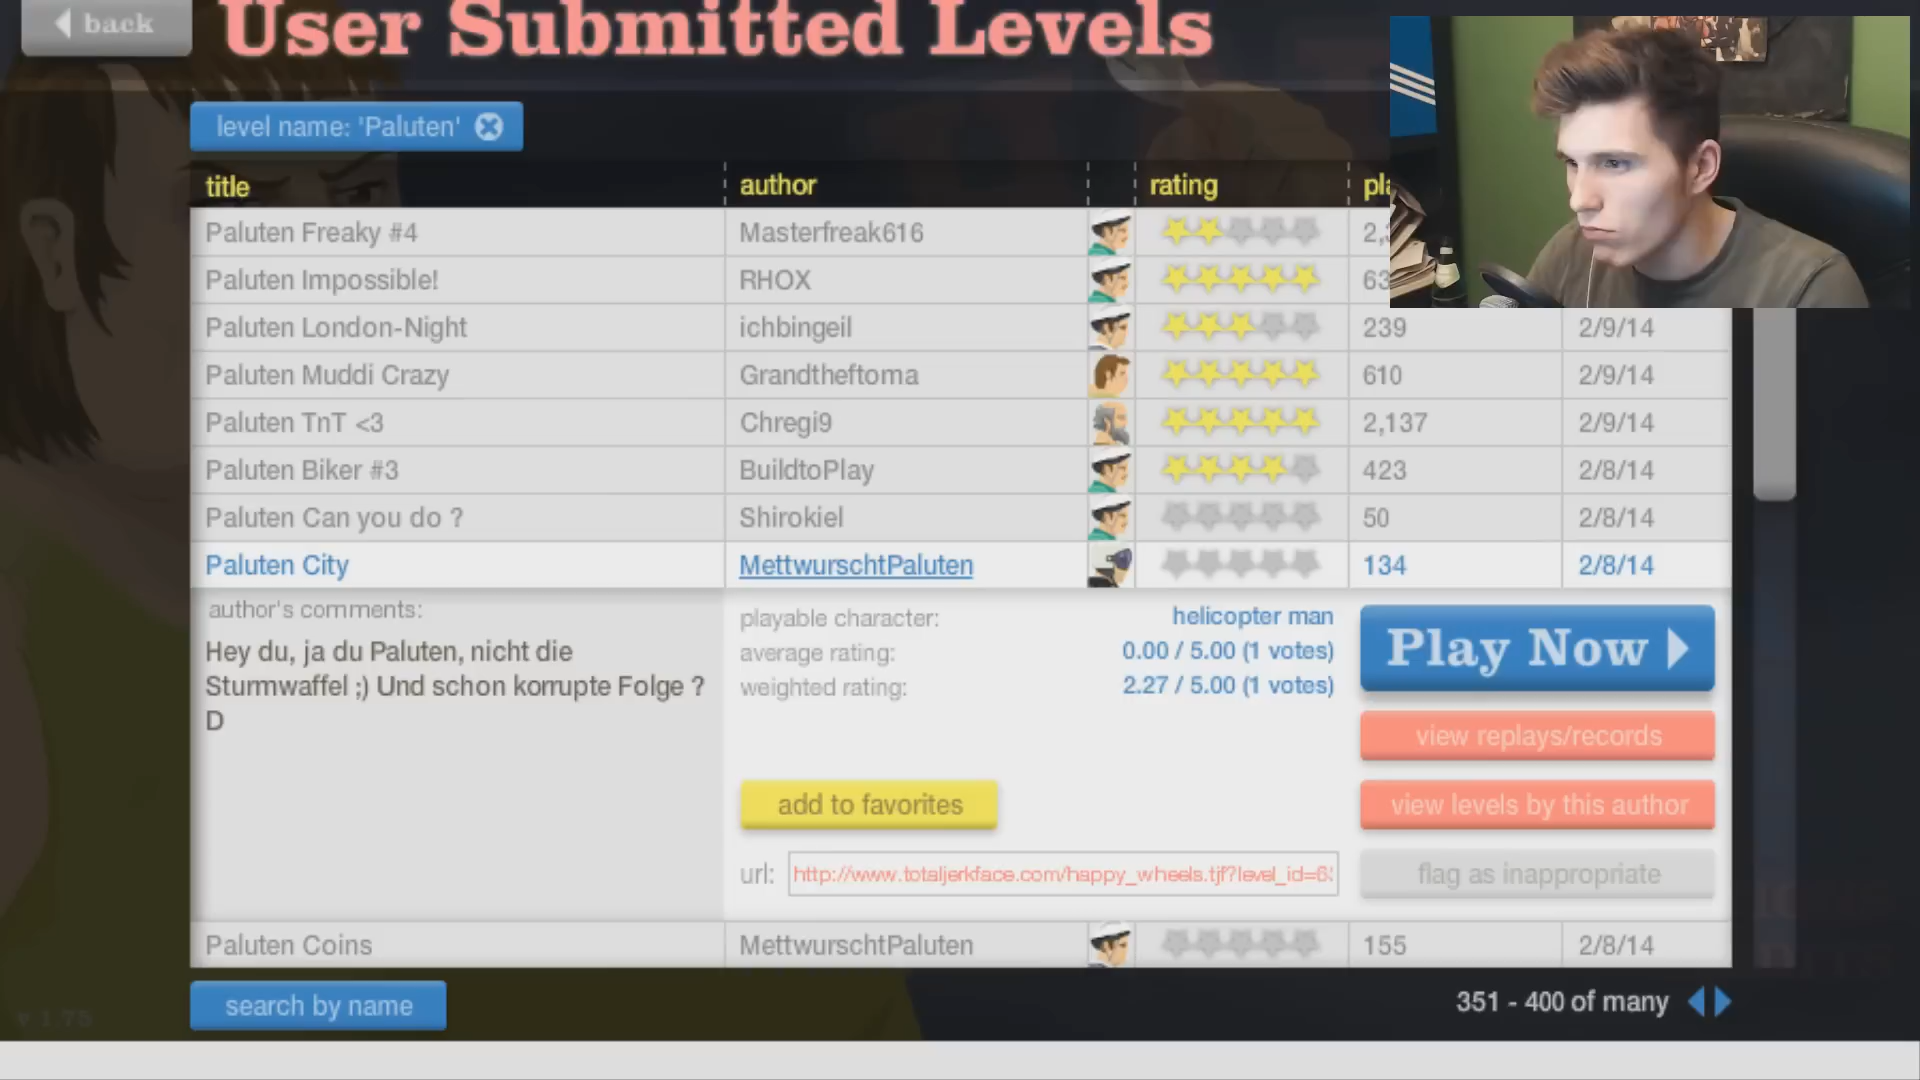 back
User Submitted Levels
level name: 'Paluten'
title author rating
Paluten Freaky #4 Masterfreak616
Paluten Impossible! RHOX
Paluten London-Night ichbingeil 239 2/9/14
Paluten Muddi Crazy Grandtheftoma 610 2/9/14
Paluten TnT <3 Chregi9 2,137 2/9/14
Paluten Biker #3 BuildtoPlay 423 2/8/14
Paluten Can you do ? Shirokiel 50 2/8/14
Paluten City MettwurschtPaluten 134 2/8/14
author's comments:
Hey du, ja du Paluten, nicht die
Sturmwaffel ;) Und schon korrupte Folge ?
D
playable character: helicopter man
average rating: 0.00 / 5.00 (1 votes)
weighted rating: 2.27 / 5.00 (1 votes)
add to favorites
url: http://www.totaljerkface.com/happy_wheels.tjf?level_id=6
Play Now
view replays/records
view levels by this author
flag as inappropriate
Paluten Coins MettwurschtPaluten 155 2/8/14
search by name
351 - 400 of many
v 1.75